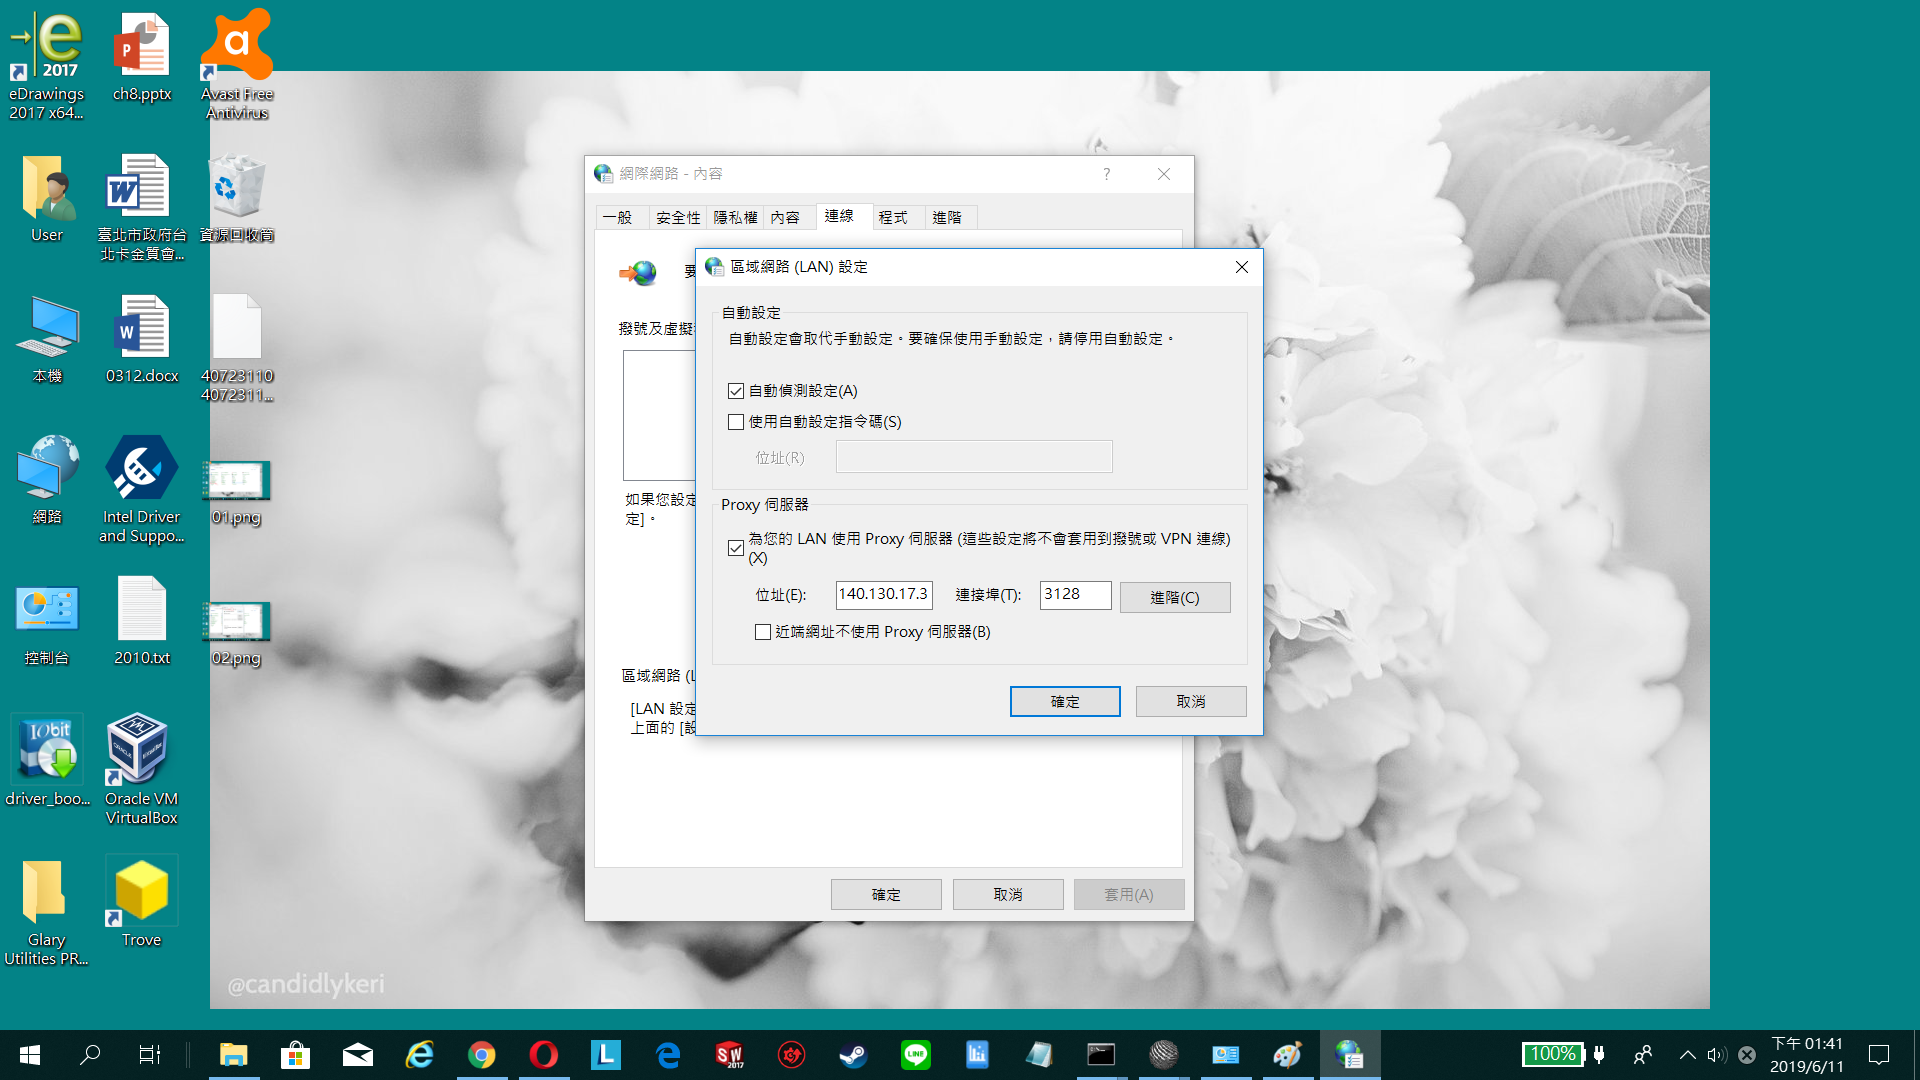 eDrawings
2017 x64...
ch8.pptx
Avast Free
Antivirus
User
臺北市政府台
北卡金質會...
資源回收筒
本機
0312.docx
40723110
4072311...
網路
Intel Driver
and Suppo...
01.png
控制台
2010.txt
02.png
driver_boo...
Oracle VM
VirtualBox
Glary
Utilities PR...
Trove
網際網路 - 內容
一般
安全性
隱私權
內容
連線
程式
進階
要
撥號及虛擬
如果您設定
定]。
區域網路 (L
[LAN 設定
上面的 [設
確定
取消
套用(A)
區域網路 (LAN) 設定
自動設定
自動設定會取代手動設定。要確保使用手動設定，請停用自動設定。
自動偵測設定(A)
使用自動設定指令碼(S)
位址(R)
Proxy 伺服器
為您的 LAN 使用 Proxy 伺服器 (這些設定將不會套用到撥號或 VPN 連線)
(X)
位址(E):
140.130.17.3
連接埠(T):
3128
進階(C)
近端網址不使用 Proxy 伺服器(B)
確定
取消
@candidlykeri
100%
下午 01:41
2019/6/11